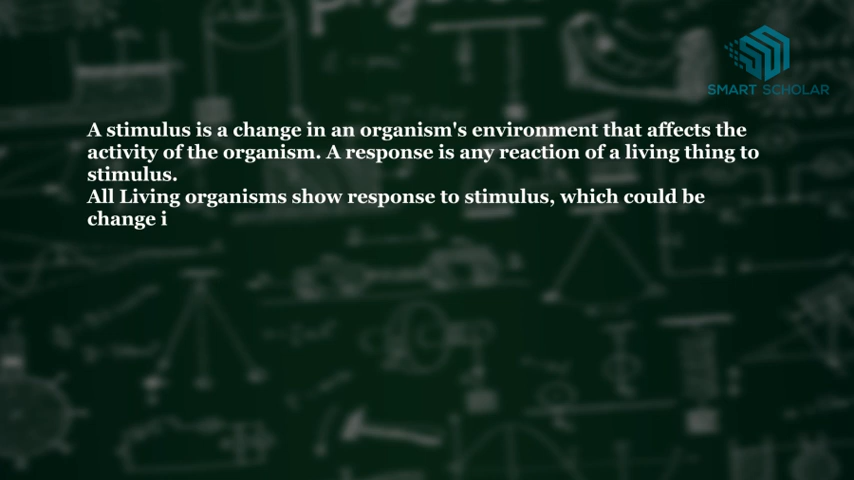 SMART SCHOLAR
A stimulus is a change in an organism's environment that affects the
activity of the organism. A response is any reaction of a living thing to
stimulus.
All Living organisms show response to stimulus, which could be
change i